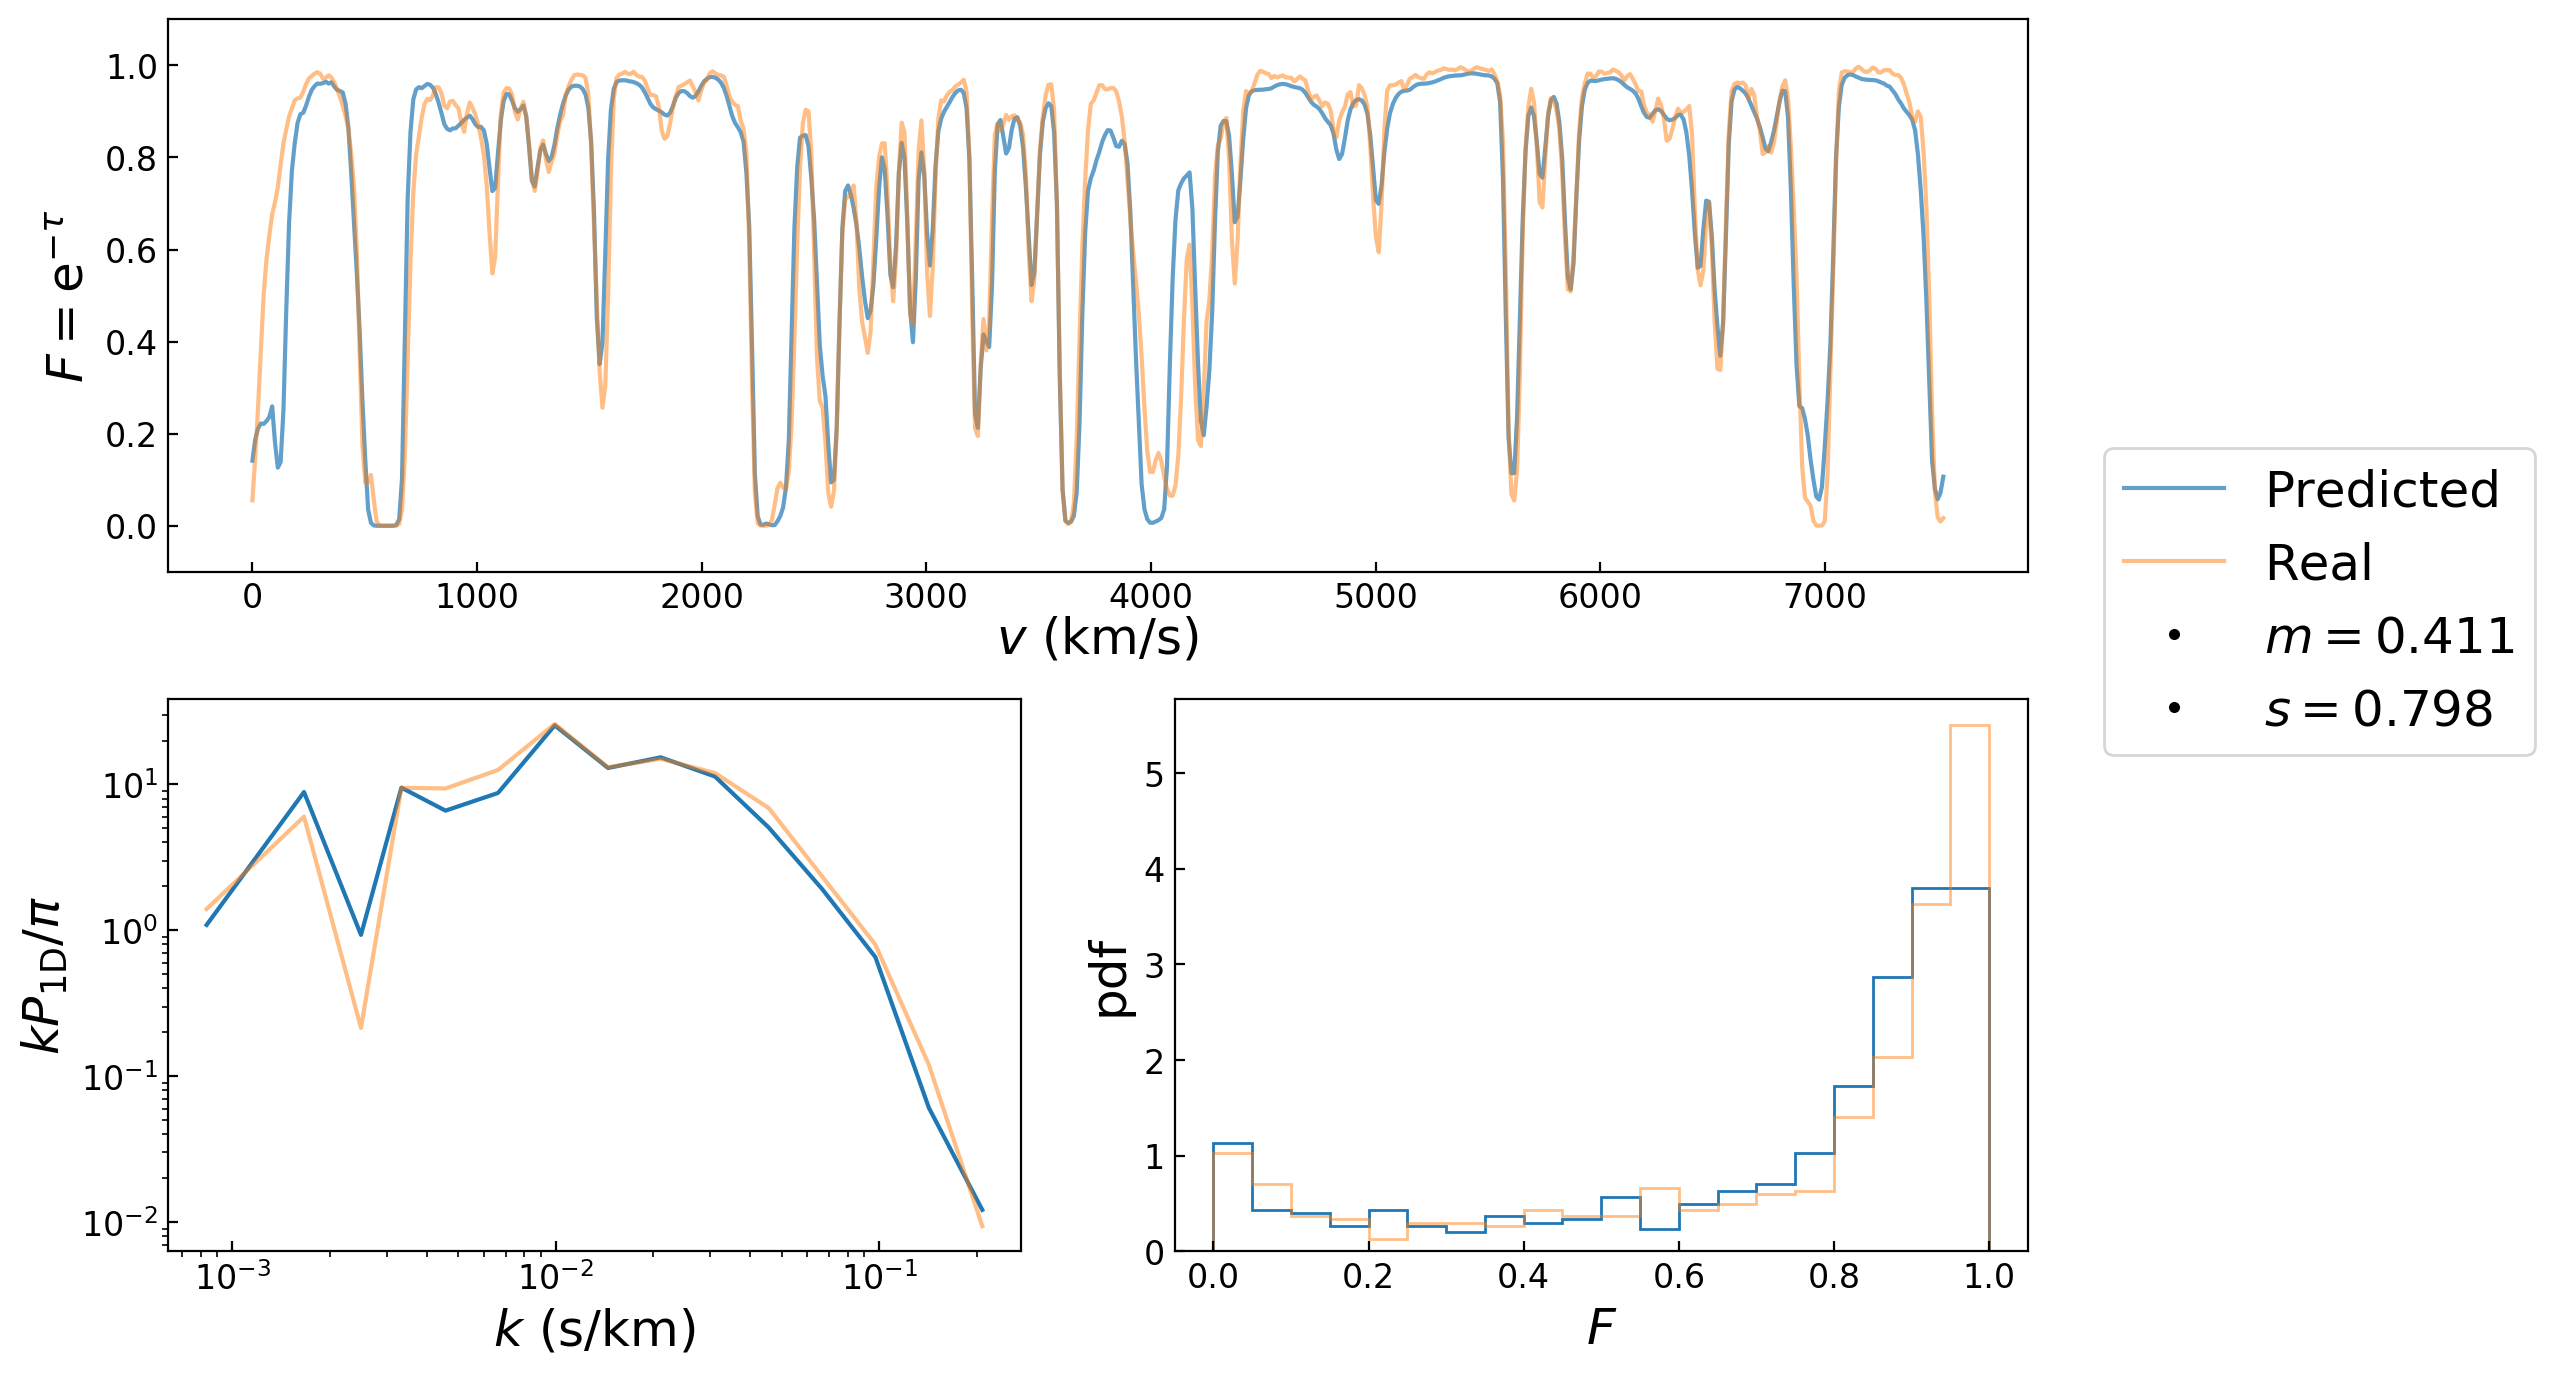 1.0
0.8
0.6
0.4
0.2
0.0
F = e^{−τ}
0 1000 2000 3000 4000 5000 6000 7000
v (km/s)
Predicted
Real
m = 0.411
s = 0.798
10^1
10^0
10^{−1}
10^{−2}
kP_{1D}/π
10^{−3} 10^{−2} 10^{−1}
k (s/km)
5
4
3
2
1
0
pdf
0.0 0.2 0.4 0.6 0.8 1.0
F